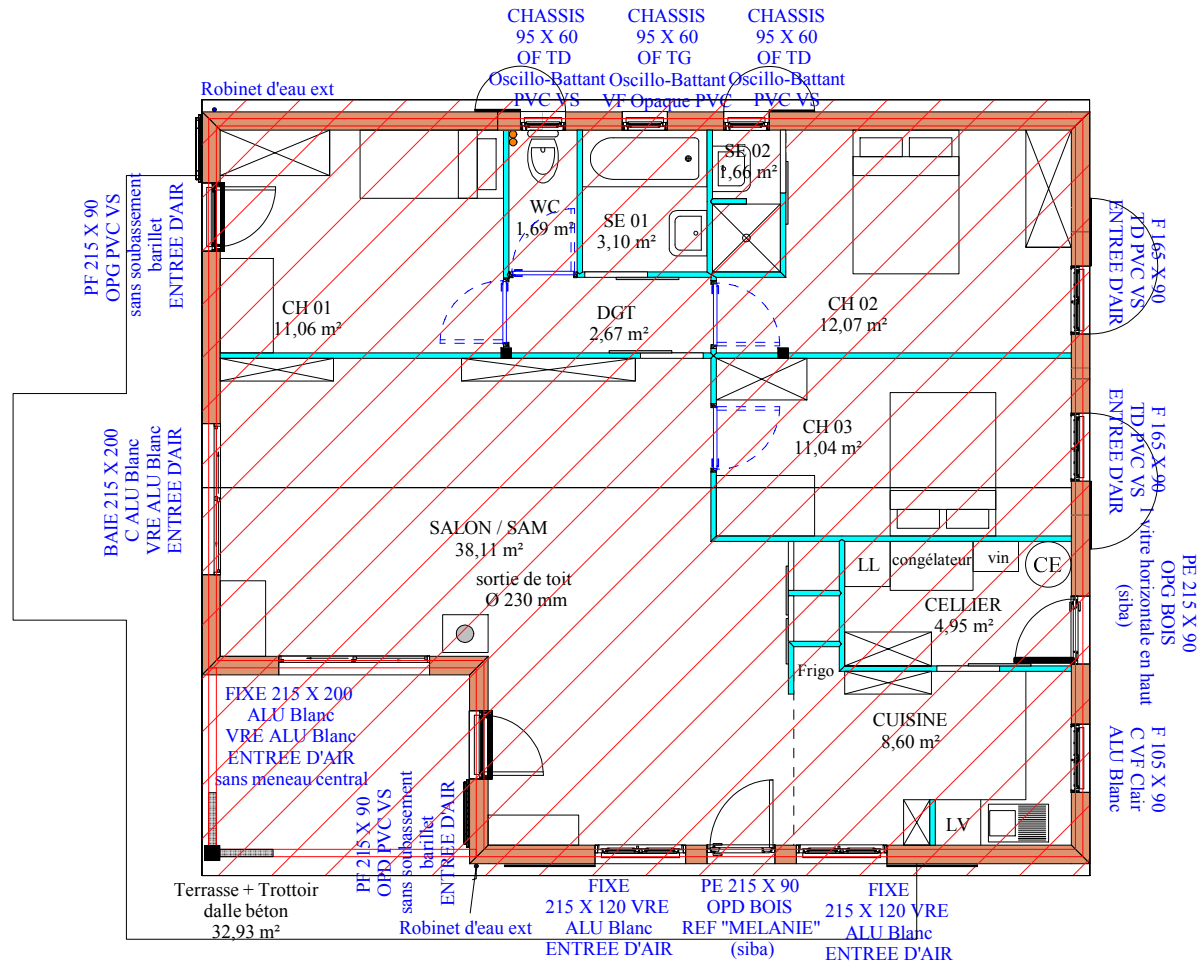 CHASSIS
95 X 60
OF TD
Oscillo-Battant
PVC VS
CHASSIS
95 X 60
OF TG
Oscillo-Battant
VF Opaque PVC
CHASSIS
95 X 60
OF TD
Oscillo-Battant
PVC VS
Robinet d'eau ext
PF 215 X 90
OPG PVC VS
sans soubassement
barillet
ENTREE D'AIR
WC
1,69 m²
SE 01
3,10 m²
SE 02
1,66 m²
CH 01
11,06 m²
DGT
2,67 m²
CH 02
12,07 m²
F 165 X 90
TD PVC VS
ENTREE D'AIR
CH 03
11,04 m²
F 165 X 90
TD PVC VS
ENTREE D'AIR
BAIE 215 X 200
C ALU Blanc
VRE ALU Blanc
ENTREE D'AIR
SALON / SAM
38,11 m²
sortie de toit
Ø 230 mm
LL
congélateur
vin
CE
CELLIER
4,95 m²
PE 215 X 90
OPG BOIS
1 vitre horizontale en haut
(siba)
Frigo
CUISINE
8,60 m²
F 105 X 90
C VF Clair
ALU Blanc
LV
FIXE 215 X 200
ALU Blanc
VRE ALU Blanc
ENTREE D'AIR
sans meneau central
PF 215 X 90
OPD PVC VS
sans soubassement
barillet
ENTREE D'AIR
Terrasse + Trottoir
dalle béton
32,93 m²
Robinet d'eau ext
FIXE
215 X 120 VRE
ALU Blanc
ENTREE D'AIR
PE 215 X 90
OPD BOIS
REF "MELANIE"
(siba)
FIXE
215 X 120 VRE
ALU Blanc
ENTREE D'AIR